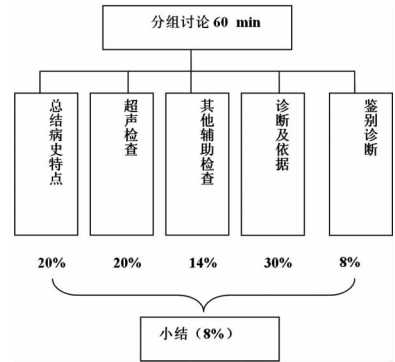 分组讨论 60 min
总结病史特点
超声检查
其他辅助检查
诊断及依据
鉴别诊断
20%
20%
14%
30%
8%
小结（8%）